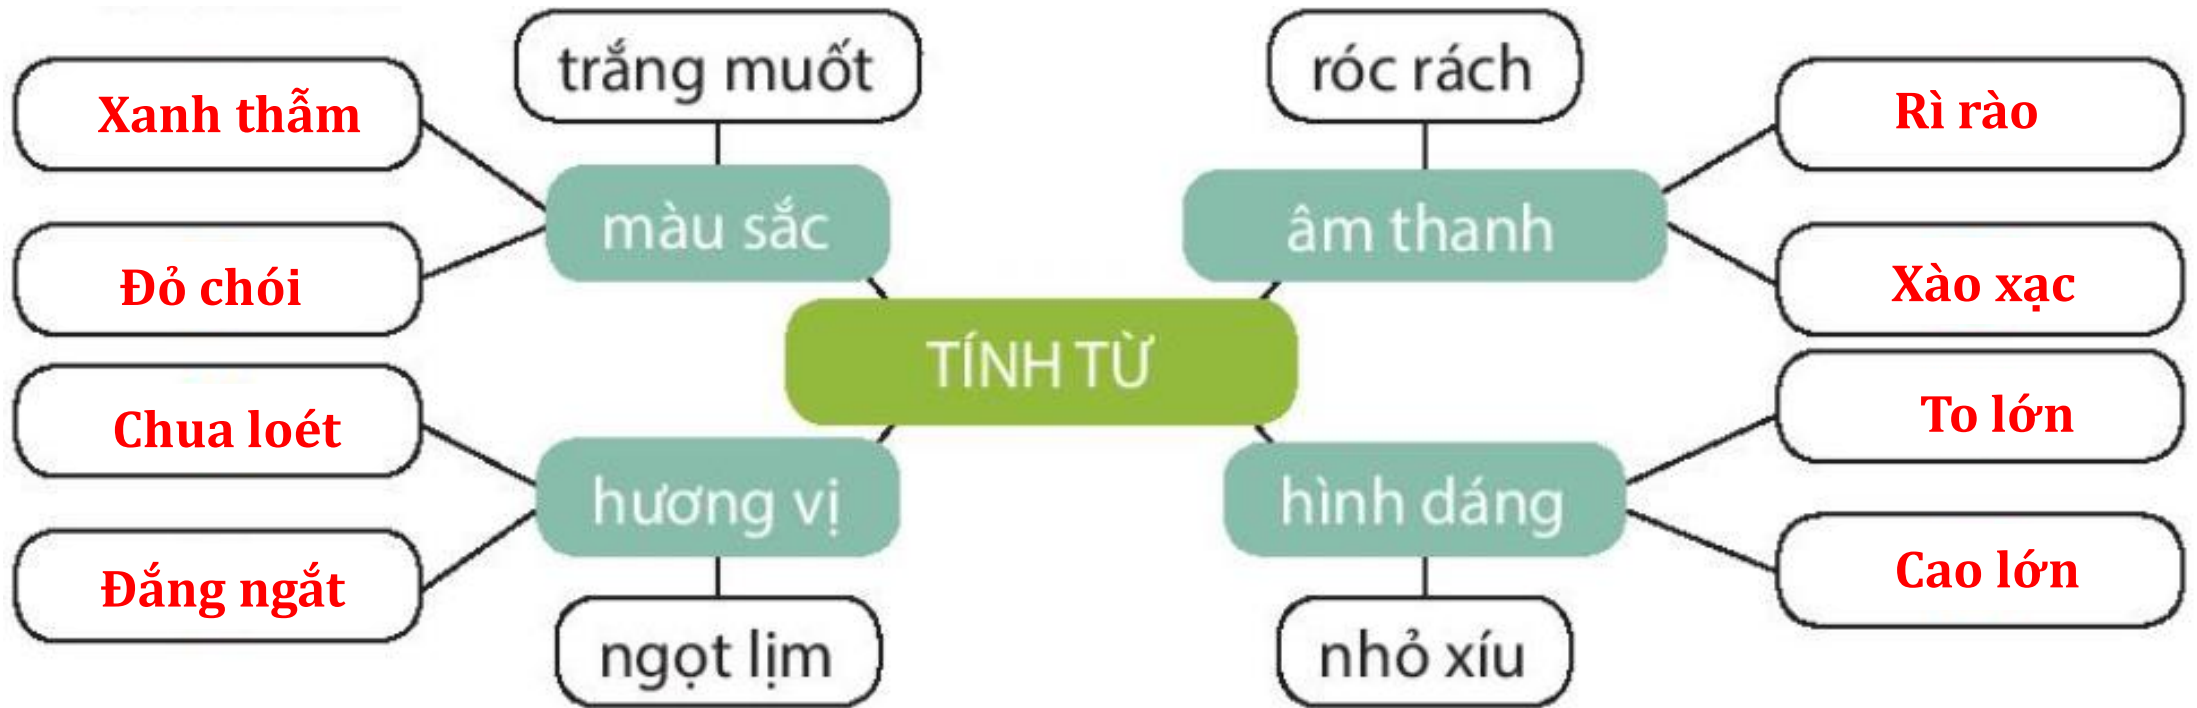 trắng muốt
róc rách
Xanh thẫm
Rì rào
màu sắc
âm thanh
Đỏ chói
Xào xạc
TÍNH TỪ
Chua loét
To lớn
hương vị
hình dáng
Đắng ngắt
Cao lớn
ngọt lịm
nhỏ xíu